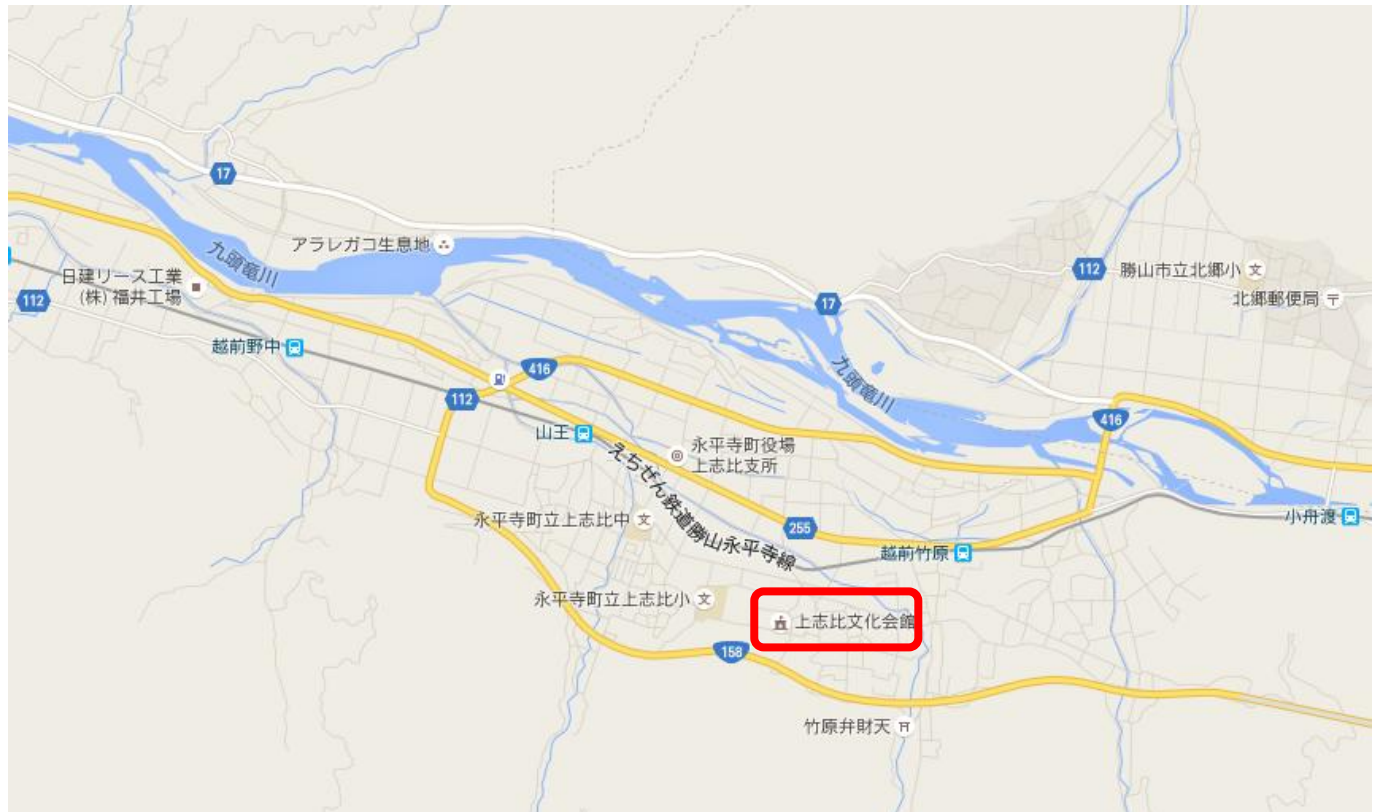 17
アラレガコ生息地
九頭竜川
日建リース工業
(株)福井工場
112
112
勝山市立北郷小
文
北郷郵便局
17
越前野中
416
九頭竜川
112
416
山王
永平寺町役場
上志比支所
えちぜん鉄道勝山永平寺線
永平寺町立上志比中
文
255
小舟渡
越前竹原
永平寺町立上志比小
文
上志比文化会館
158
竹原弁財天